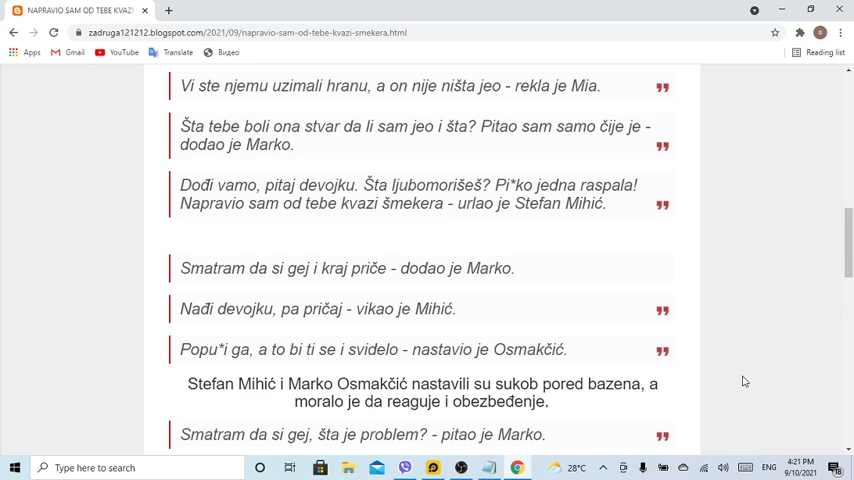 NAPRAVIO SAM OD TEBE KVAZI
zadruga121212.blogspot.com/2021/09/napravio-sam-od-tebe-kvazi-smekera.html
Apps Gmail YouTube Translate Видео Reading list
Vi ste njemu uzimali hranu, a on nije ništa jeo - rekla je Mia.
Šta tebe boli ona stvar da li sam jeo i šta? Pitao sam samo čije je -
dodao je Marko.
Dođi vamo, pitaj devojku. Šta ljubomorišeš? Pi*ko jedna raspala!
Napravio sam od tebe kvazi šmekera - urlao je Stefan Mihić.
Smatram da si gej i kraj priče - dodao je Marko.
Nađi devojku, pa pričaj - vikao je Mihić.
Popu*i ga, a to bi ti se i svidelo - nastavio je Osmakčić.
Stefan Mihić i Marko Osmakčić nastavili su sukob pored bazena, a
moralo je da reaguje i obezbeđenje.
Smatram da si gej, šta je problem? - pitao je Marko.
Type here to search 28°C ENG 4:21 PM
9/10/2021 18